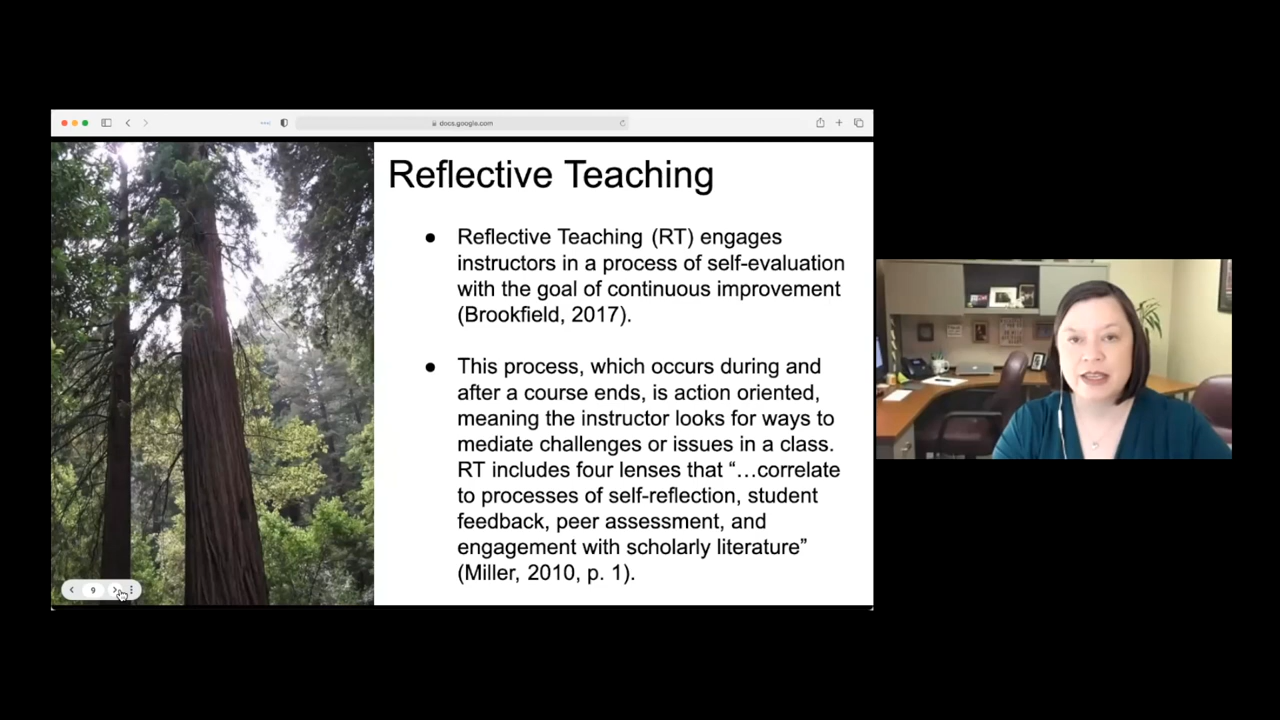 docs.google.com
Reflective Teaching
● Reflective Teaching (RT) engages
instructors in a process of self-evaluation
with the goal of continuous improvement
(Brookfield, 2017).
● This process, which occurs during and
after a course ends, is action oriented,
meaning the instructor looks for ways to
mediate challenges or issues in a class.
RT includes four lenses that “…correlate
to processes of self-reflection, student
feedback, peer assessment, and
engagement with scholarly literature”
(Miller, 2010, p. 1).
9